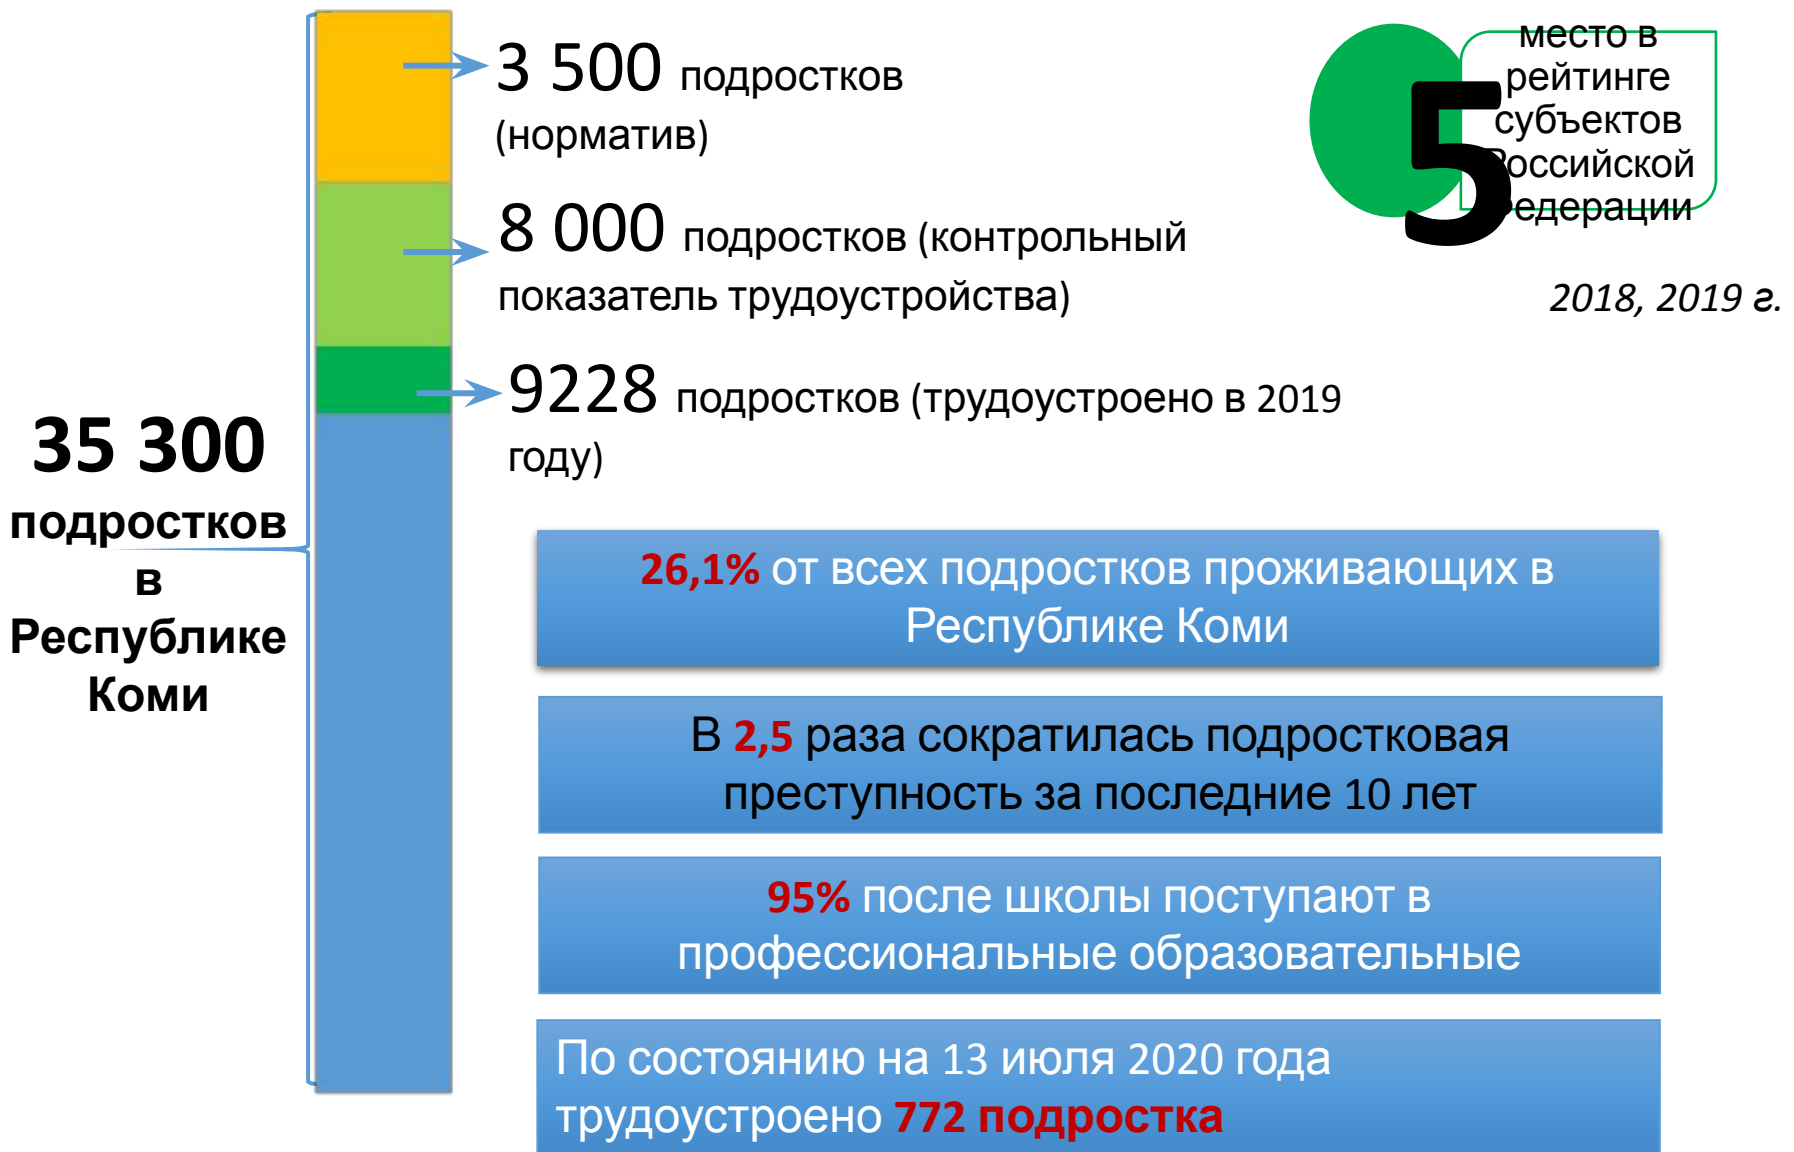 3 500 подростков
(норматив)
8 000 подростков (контрольный
показатель трудоустройства)
9228 подростков (трудоустроено в 2019
году)
5
место в
рейтинге
субъектов
Российской
Федерации
2018, 2019 г.
35 300
подростков
в
Республике
Коми
26,1% от всех подростков проживающих в
Республике Коми
В 2,5 раза сократилась подростковая
преступность за последние 10 лет
95% после школы поступают в
профессиональные образовательные
По состоянию на 13 июля 2020 года
трудоустроено 772 подростка